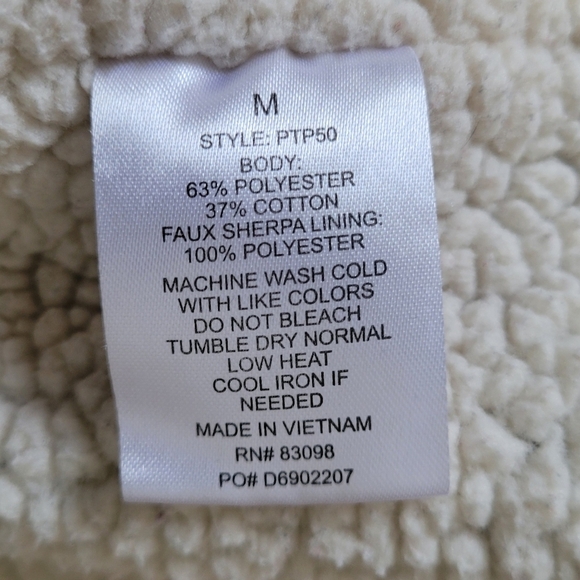 M
STYLE: PTP50
BODY:
63% POLYESTER
37% COTTON
FAUX SHERPA LINING:
100% POLYESTER
MACHINE WASH COLD
WITH LIKE COLORS
DO NOT BLEACH
TUMBLE DRY NORMAL
LOW HEAT
COOL IRON IF
NEEDED
MADE IN VIETNAM
RN# 83098
PO# D6902207